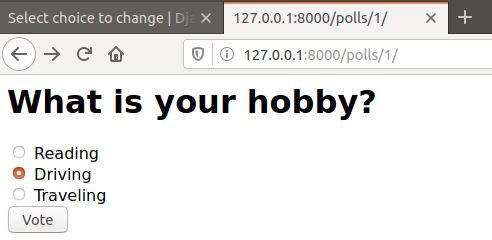 Select choice to change | Dja
127.0.0.1:8000/polls/1/
127.0.0.1:8000/polls/1/
What is your hobby?
Reading
Driving
Traveling
Vote